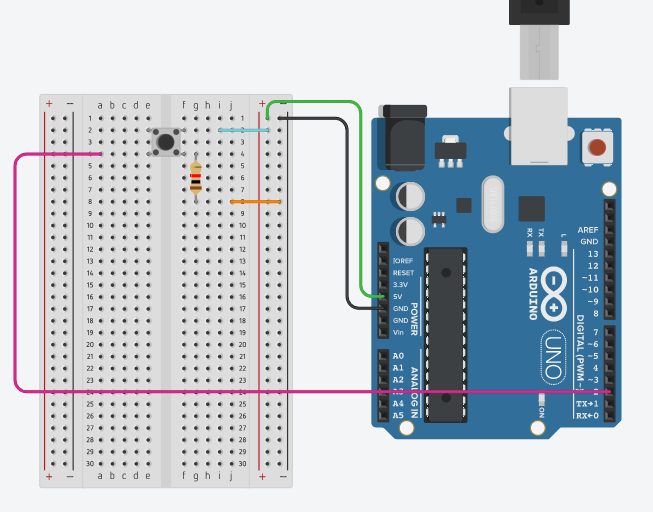 + − a b c d e f g h i j + −
1 1
2 2
3 3
4 4
5 5
6 6
7 7
8 8
9 9
10 10
11 11
12 12
13 13
14 14
15 15
16 16
17 17
18 18
19 19
20 20
21 21
22 22
23 23
24
25 25
26 26
27 27
28 28
29 29
30 30
+ − a b c d e f g h i j + −
IOREF
RESET
3.3V
5V
GND
GND
Vin
POWER
A0
A1
A2
A4
A5
ANALOG IN
RX
TX
L
ARDUINO
UNO
ON
AREF
GND
13
12
~11
~10
~9
8
7
~6
~5
4
~3
TX→1
RX←0
DIGITAL (PWM~)